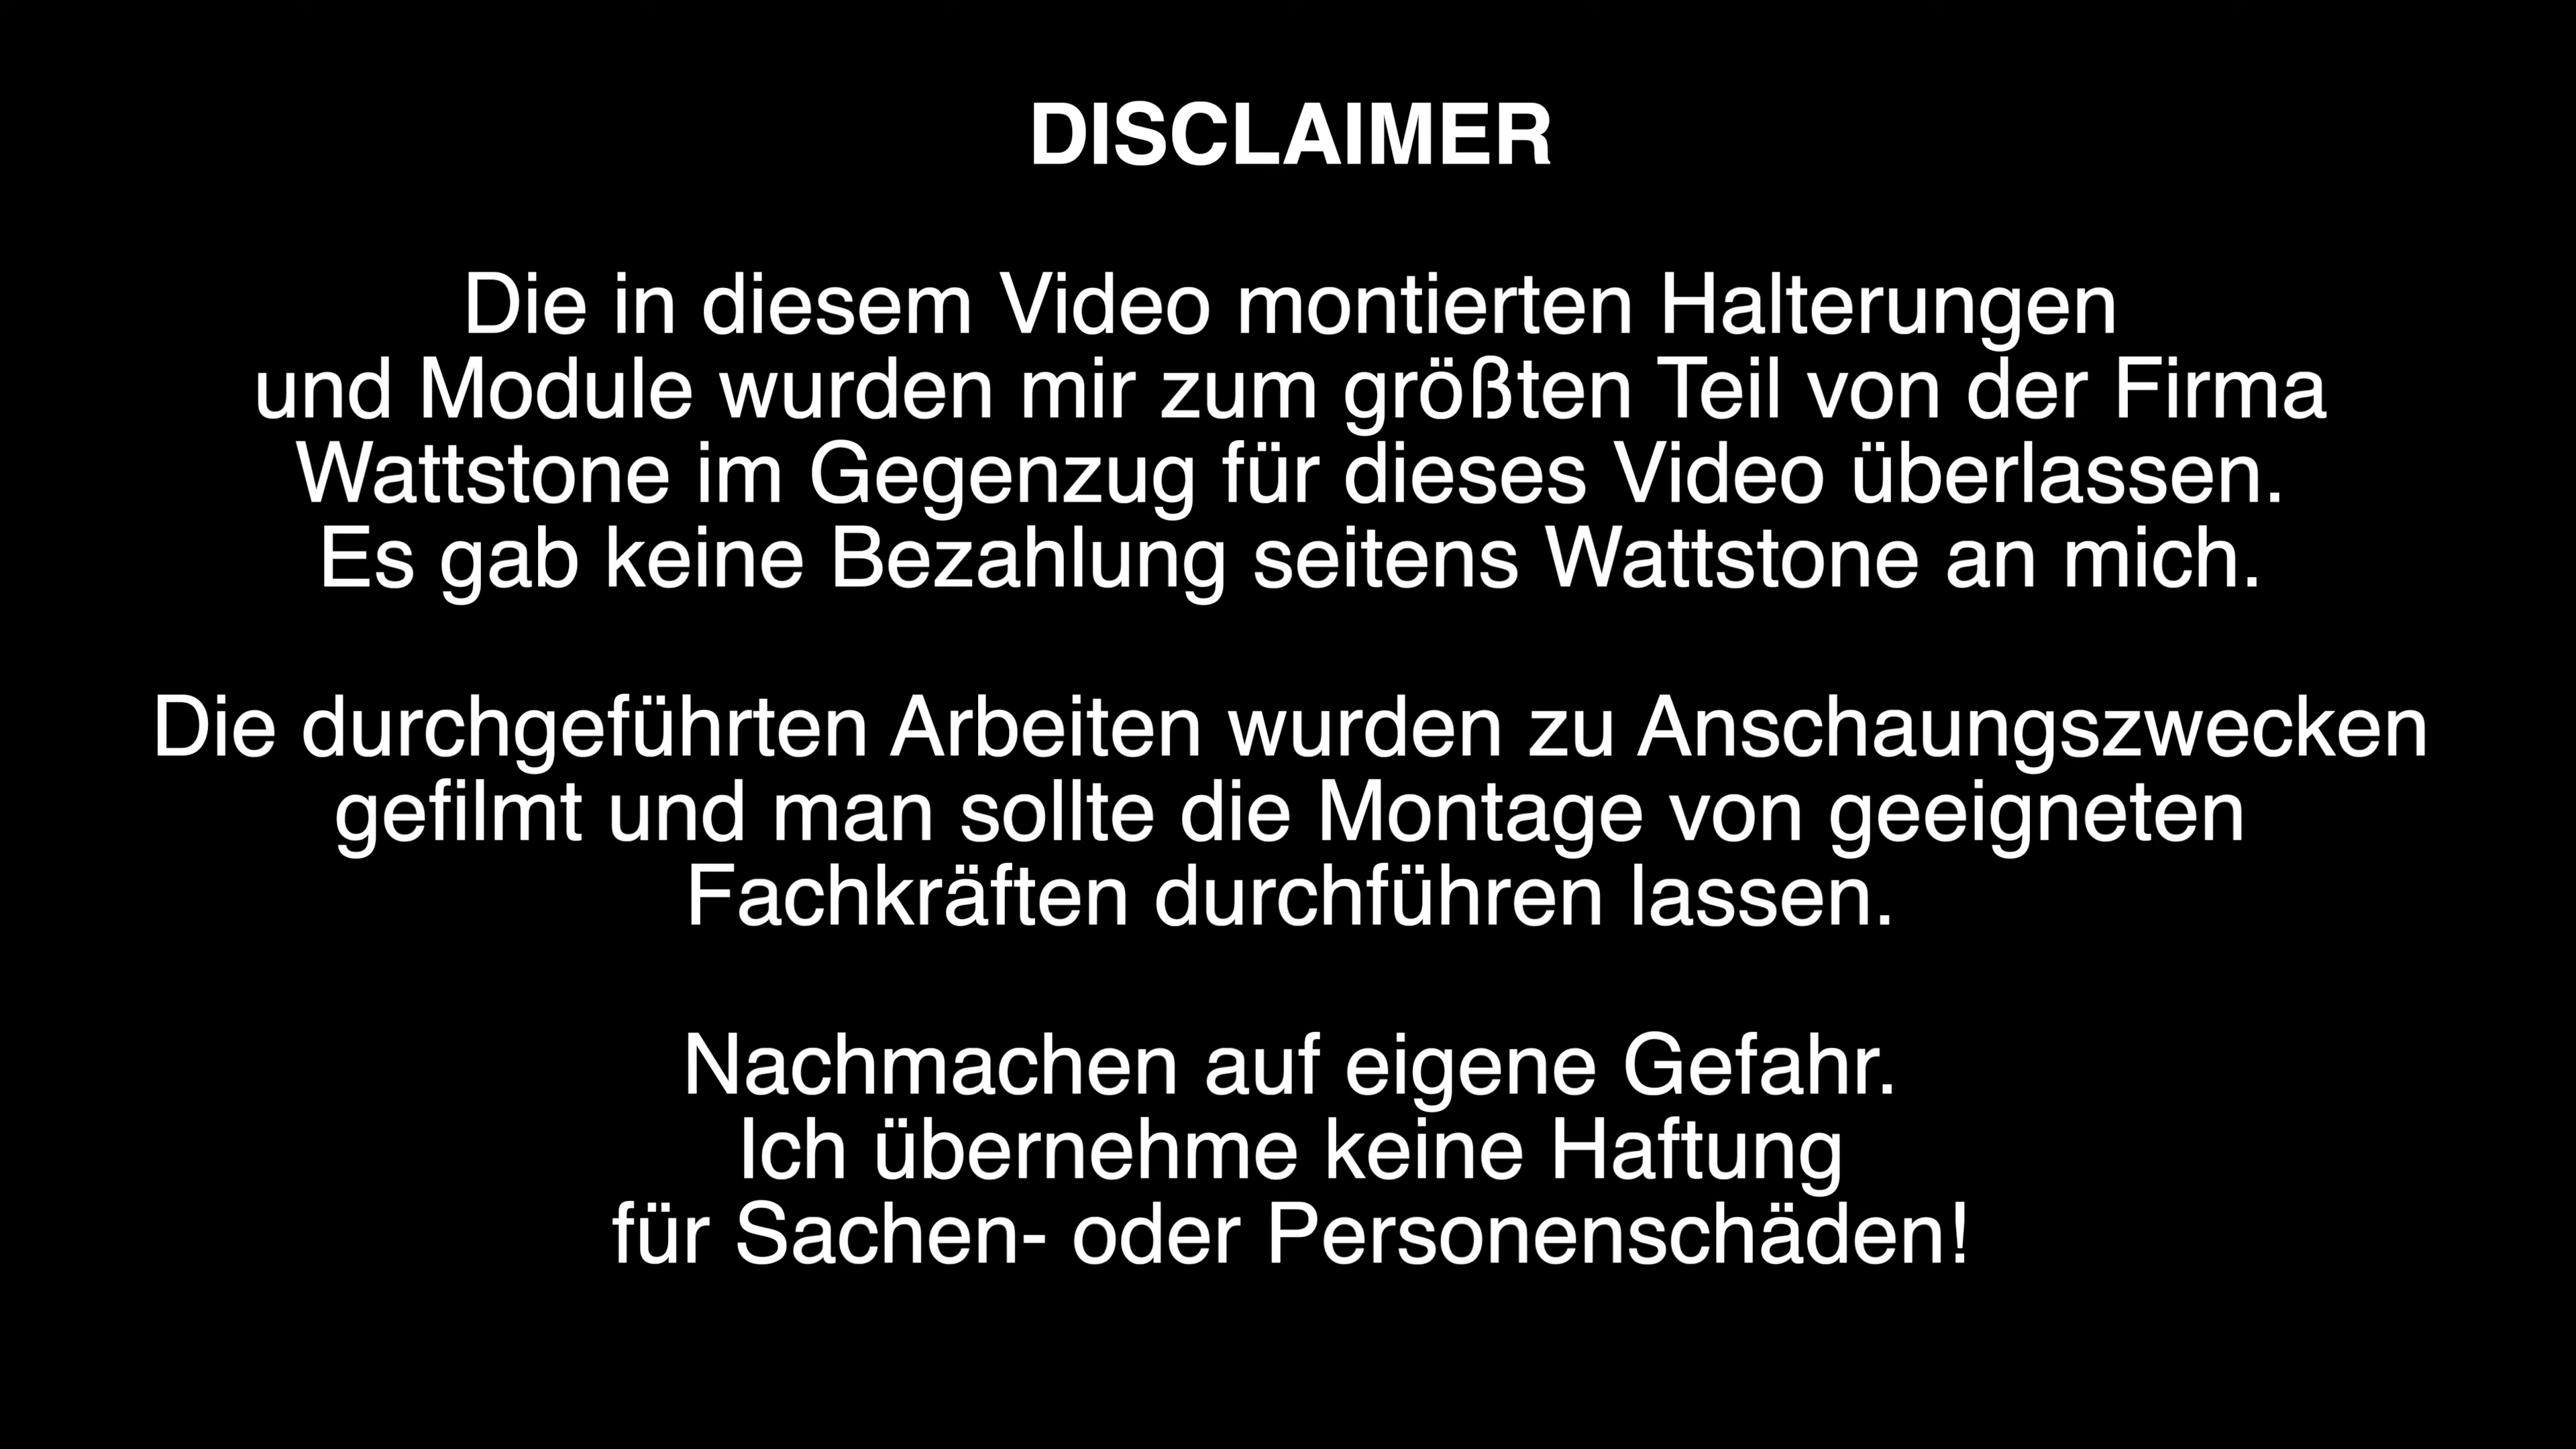 DISCLAIMER
Die in diesem Video montierten Halterungen
und Module wurden mir zum größten Teil von der Firma
Wattstone im Gegenzug für dieses Video überlassen.
Es gab keine Bezahlung seitens Wattstone an mich.
Die durchgeführten Arbeiten wurden zu Anschaungszwecken
gefilmt und man sollte die Montage von geeigneten
Fachkräften durchführen lassen.
Nachmachen auf eigene Gefahr.
Ich übernehme keine Haftung
für Sachen- oder Personenschäden!